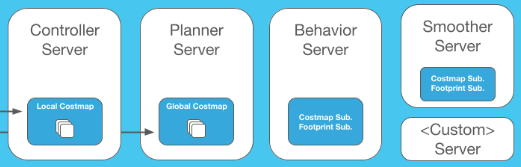 Controller
Server
Local Costmap
Planner
Server
Global Costmap
Behavior
Server
Costmap Sub.
Footprint Sub.
Smoother
Server
Costmap Sub.
Footprint Sub.
<Custom>
Server